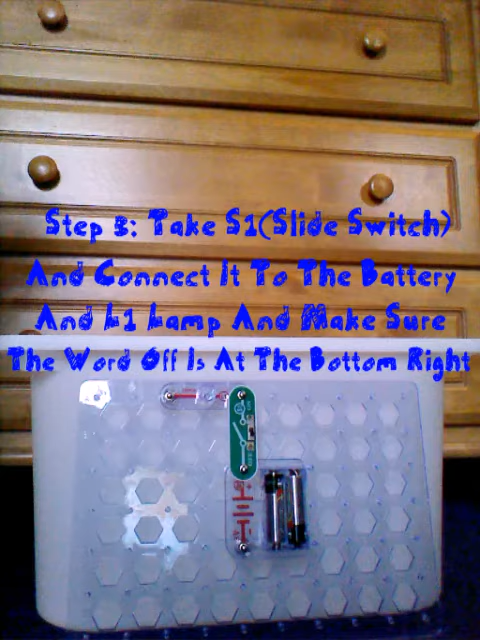 Step 3: Take S1(Slide Switch)
And Connect It To The Battery
And L1 Lamp And Make Sure
The Word Off Is At The Bottom Right